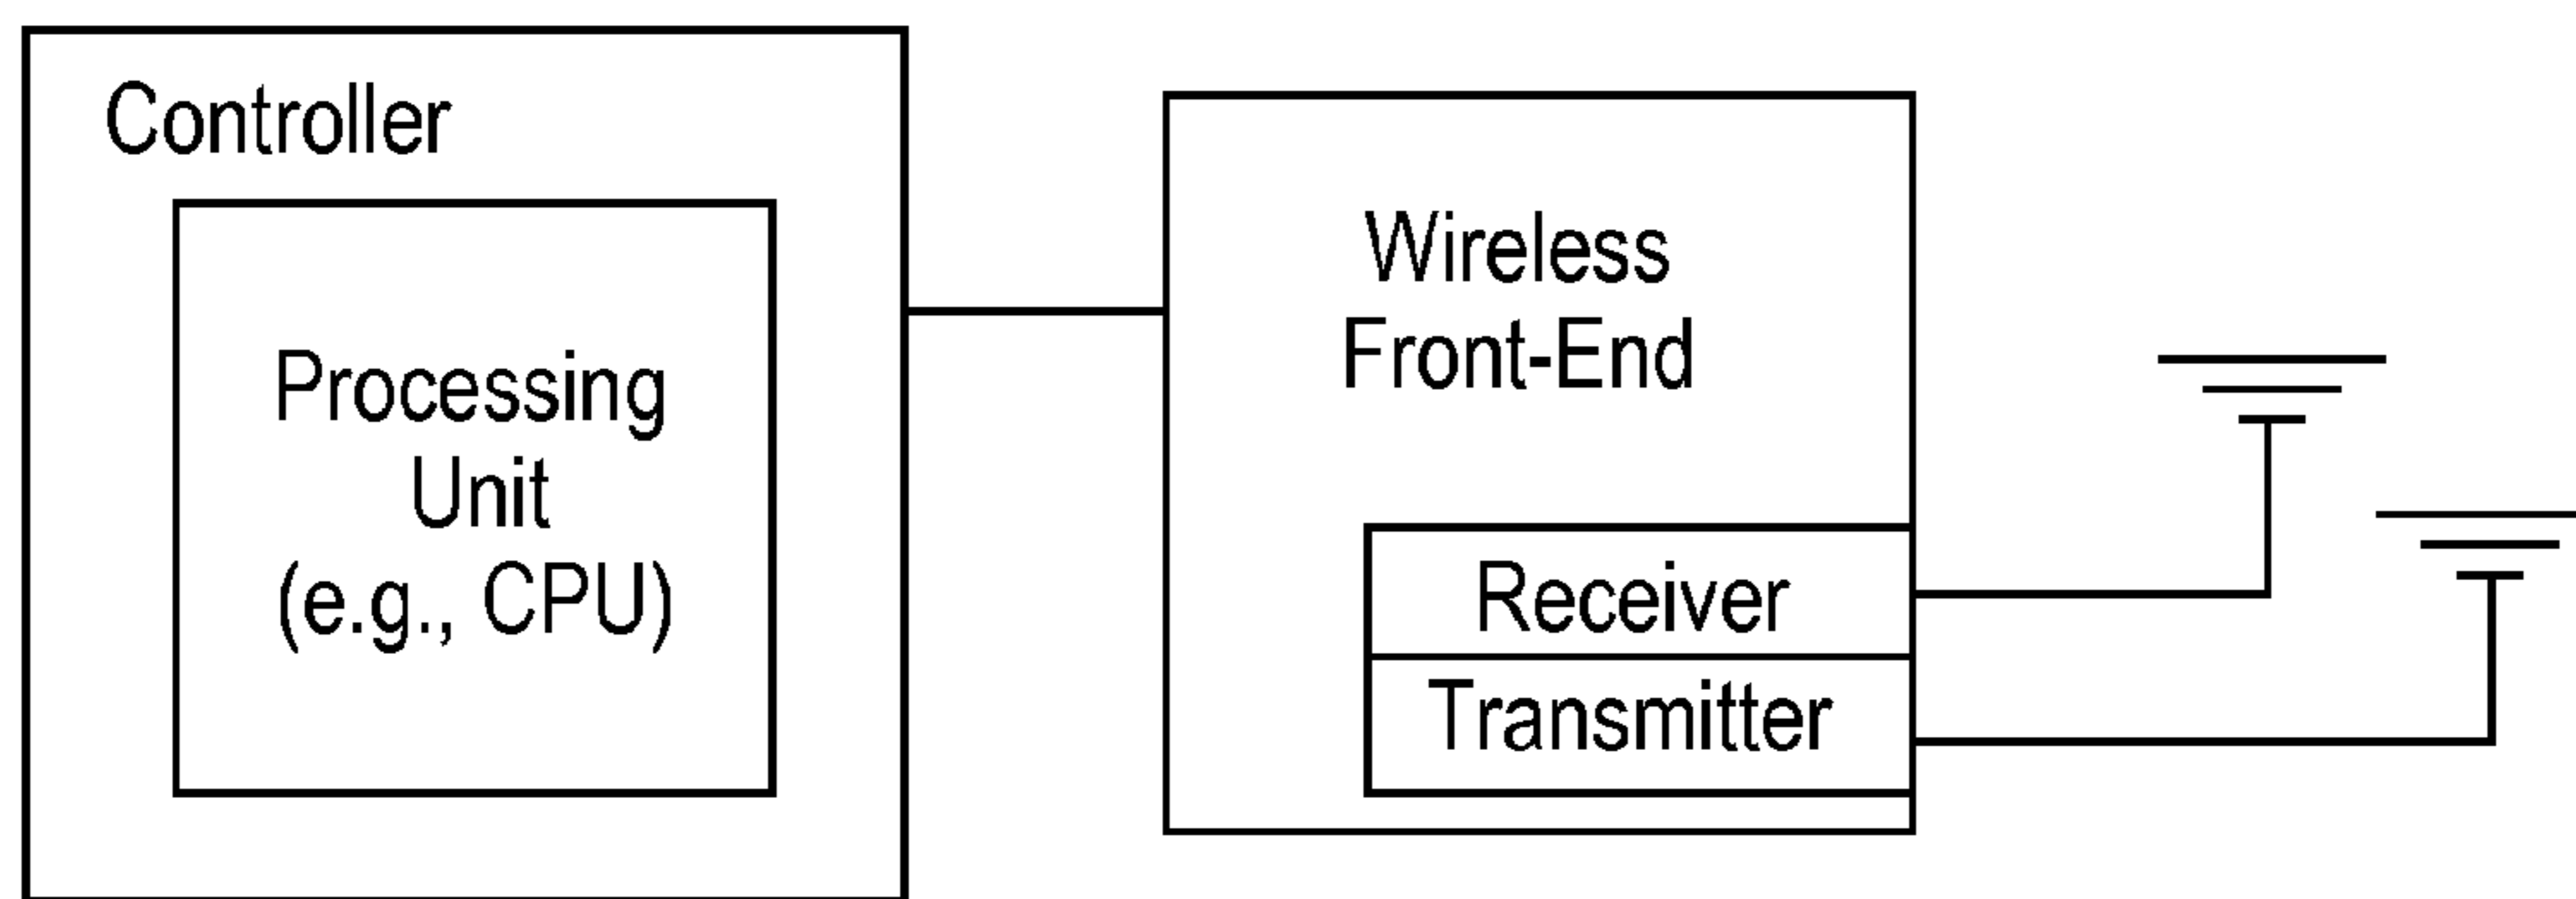 Controller
Processing
Unit
(e.g., CPU)
Wireless
Front-End
Receiver
Transmitter